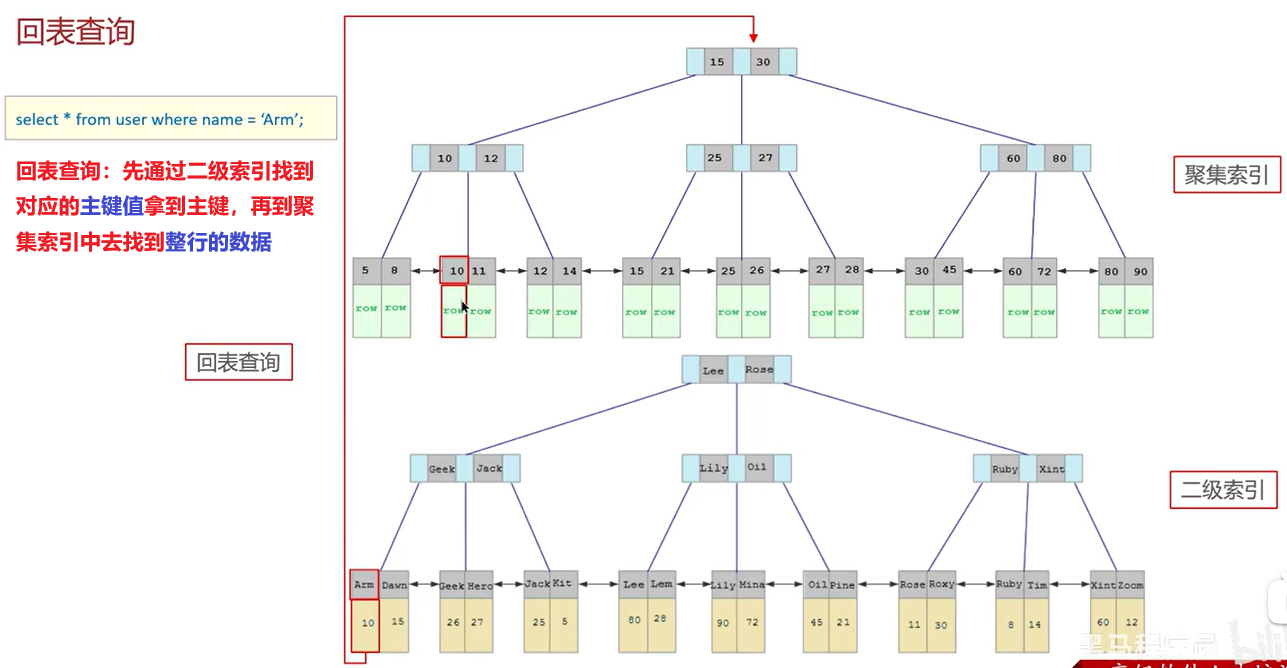 回表查询
select * from user where name = ‘Arm’;
回表查询：先通过二级索引找到
对应的主键值拿到主键，再到聚
集索引中去找到整行的数据
15 30
10 12
25 27
60 80
聚集索引
5 8 10 11 12 14 15 21 25 26 27 28 30 45 60 72 80 90
row row row row row row row row row row row row row row row row row row
回表查询
Lee Rose
Geek Jack
Lily Oil
Ruby Xint
二级索引
Arm Dawn Geek Hero Jack Kit Lee Lem Lily Mina Oil Pine Rose Roxy Ruby Tim Xint Zoom
10 15 26 27 25 5 80 28 90 72 45 21 11 30 8 14 60 12
黑马程序员